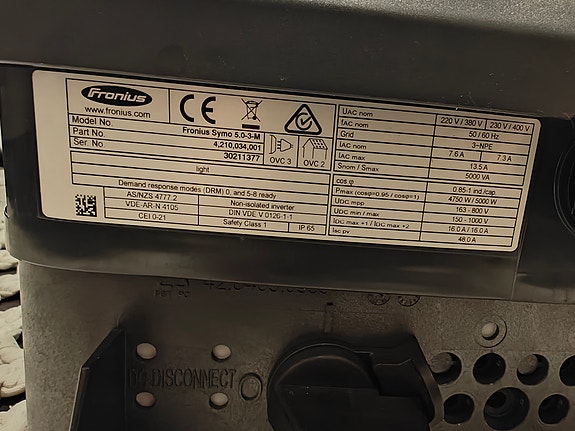 Fronius
www.fronius.com
CE
OVC 3
OVC 2
Model No.
Fronius Symo 5.0-3-M
Part No.
4,210,034,001
Ser. No.
30211377
light
Demand response modes (DRM) 0, and 5-8 ready
AS/NZS 4777.2
Non-isolated inverter
VDE-AR-N 4105
DIN VDE V 0126-1-1
CEI 0-21
Safety Class 1
IP 65
UAC nom
220 V / 380 V
230 V / 400 V
fAC nom
50 / 60 Hz
Grid
3~NPE
IAC nom
7.6 A
7.3 A
IAC max
13.5 A
Snom / Smax
5000 VA
cos φ
0.85-1 ind./cap
Pmax (cosφ=0.95 / cosφ=1)
4750 W / 5000 W
UDC mpp
163 - 800 V
UDC min / max
150 - 1000 V
IDC max +1 / IDC max +2
16.0 A / 16.0 A
Isc pv
48.0 A
DC DISCONNECT